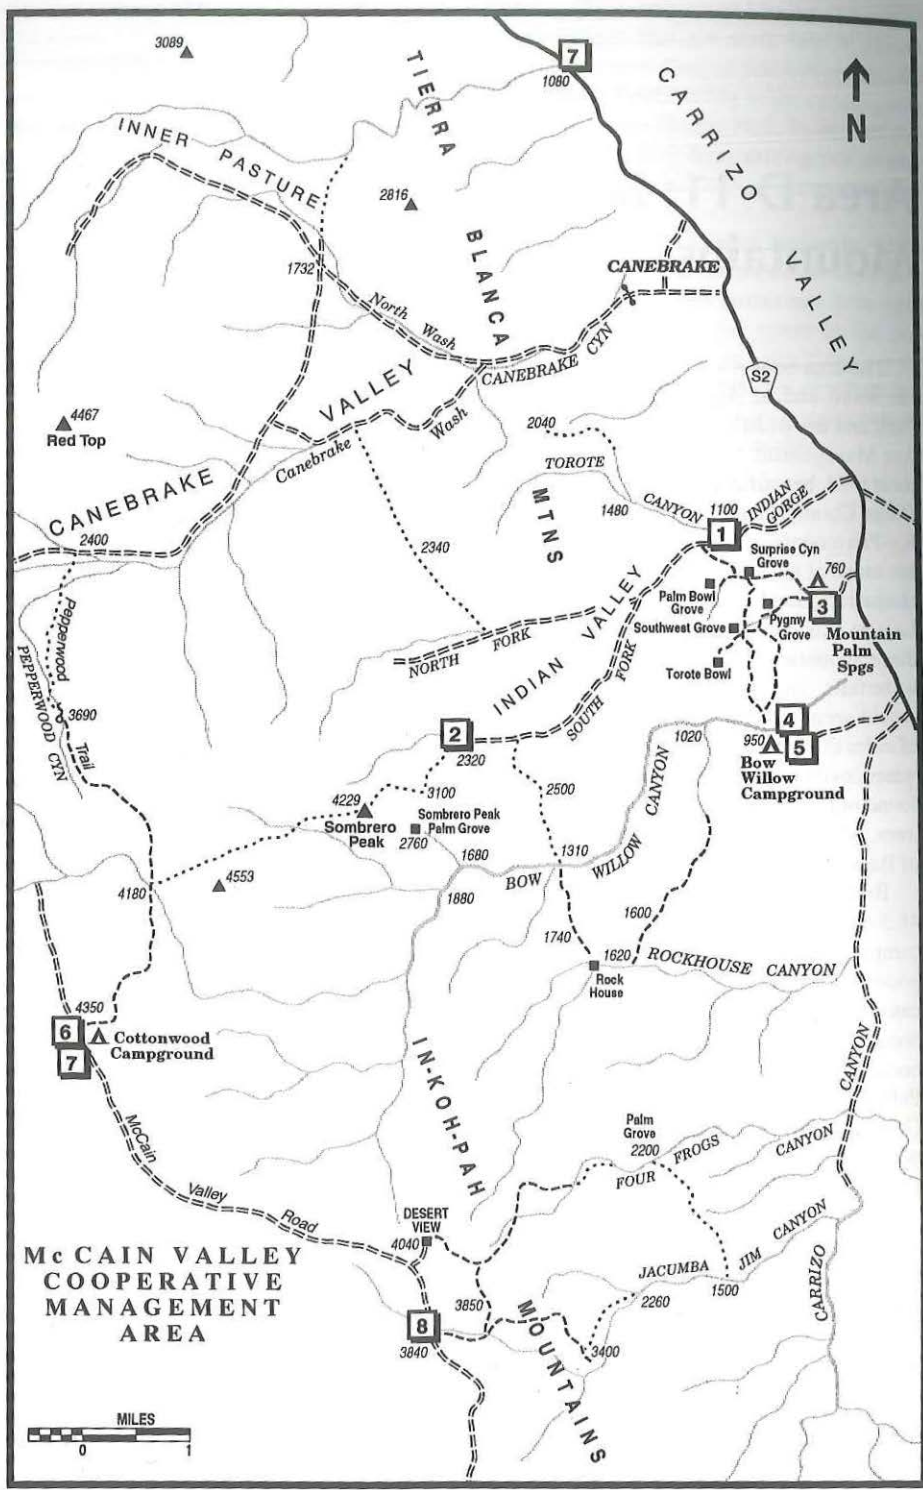 3089
7
1080
TIERRA BLANCA MTNS
CARRIZO VALLEY
N
INNER PASTURE
2816
1732
North Wash
CANEBRAKE
CANEBRAKE CYN
S2
4467
Red Top
CANEBRAKE VALLEY
Canebrake Wash
2040
TOROTE CANYON
1480
1100
1
INDIAN GORGE
2400
2340
Surprise Cyn
Grove
760
Palm Bowl
Grove
3
Pygmy
Grove
Southwest Grove
Mountain
Palm
Spgs
Torote Bowl
Pepperwood Trail
PEPPERWOOD CYN
3690
NORTH FORK
INDIAN VALLEY
SOUTH FORK
2
2320
4
5
950
Bow
Willow
Campground
1020
3100
2500
4229
Sombrero
Peak
Sombrero Peak
Palm Grove
2760
1680
1310
BOW WILLOW CANYON
4180
4553
1880
1740
1600
1620
ROCKHOUSE CANYON
Rock
House
4350
6
7
Cottonwood
Campground
IN-KOH-PAH MOUNTAINS
CARRIZO CANYON
Palm
Grove
2200
FOUR FROGS CANYON
McCain Valley Road
DESERT
VIEW
4040
McCAIN VALLEY
COOPERATIVE
MANAGEMENT
AREA
JACUMBA JIM CANYON
3850
2260
1500
8
3840
3400
MILES
0
1